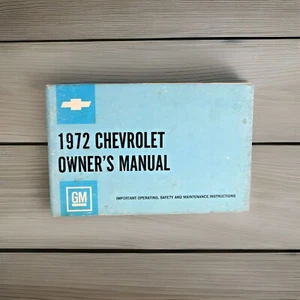 1972 CHEVROLET
OWNER'S MANUAL
GM
IMPORTANT OPERATING, SAFETY AND MAINTENANCE INSTRUCTIONS